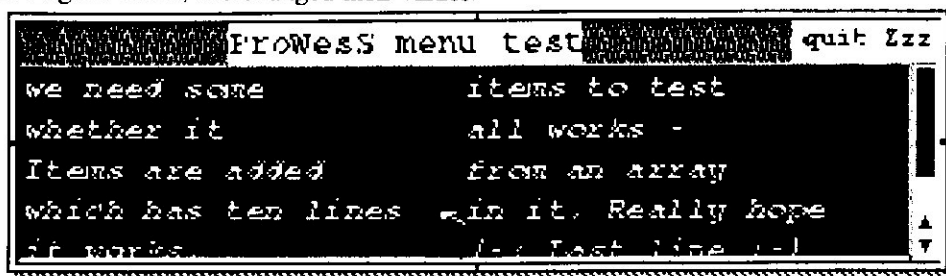 ProWesS menu test quit Zzz
we need some items to test
whether it all works -
Items are added from an array
which has ten lines in it, Really hope
it works. Last line